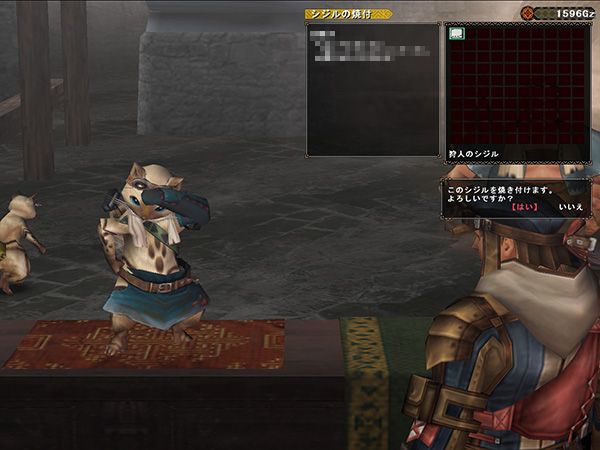 シジルの焼付
1596Gz
狩人のシジル
このシジルを焼き付けます。
よろしいですか?
【はい】 いいえ